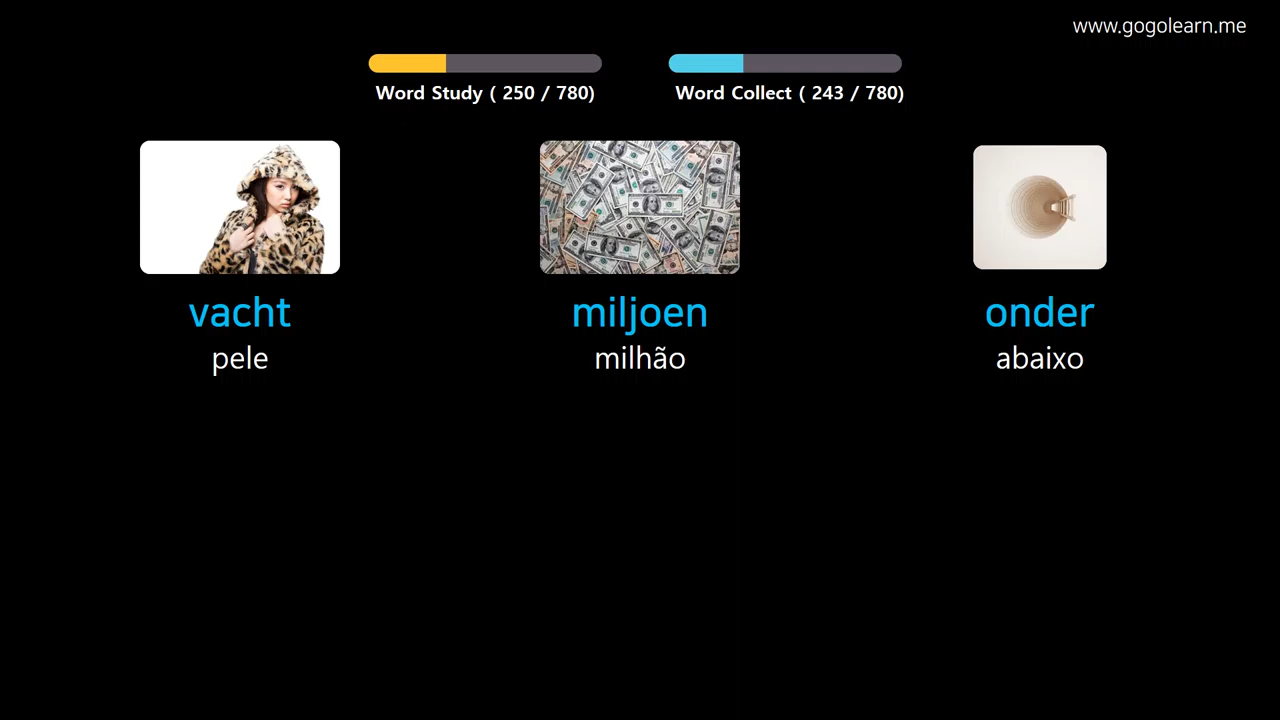 www.gogolearn.me
Word Study ( 250 / 780)
Word Collect ( 243 / 780)
vacht
miljoen
onder
pele
milhão
abaixo